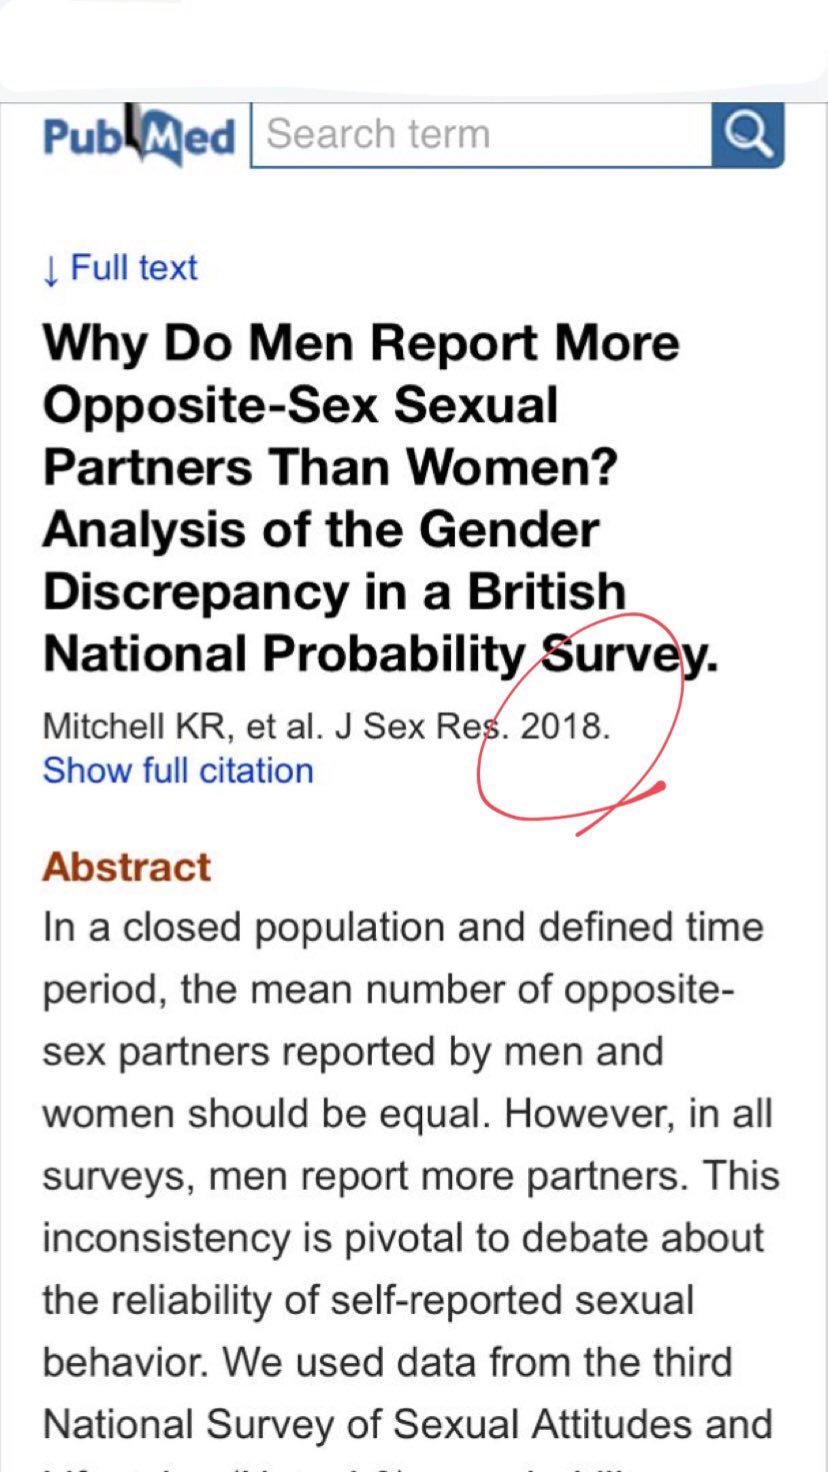 PubMed
Search term
↓ Full text
Why Do Men Report More
Opposite-Sex Sexual
Partners Than Women?
Analysis of the Gender
Discrepancy in a British
National Probability Survey.
Mitchell KR, et al. J Sex Res. 2018.
Show full citation
Abstract
In a closed population and defined time
period, the mean number of opposite-
sex partners reported by men and
women should be equal. However, in all
surveys, men report more partners. This
inconsistency is pivotal to debate about
the reliability of self-reported sexual
behavior. We used data from the third
National Survey of Sexual Attitudes and